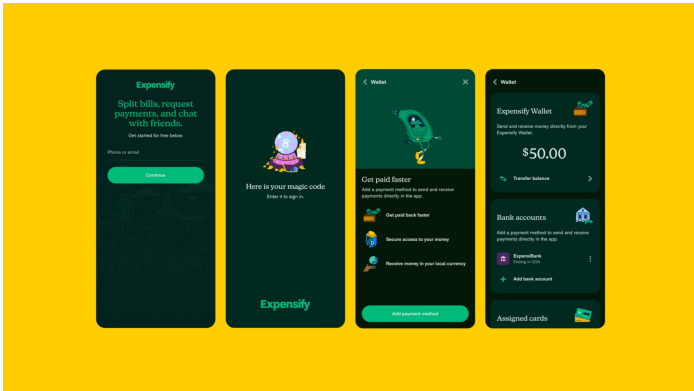 Expensify
Split bills, request
payments, and chat
with friends.
Get started for free below.
Phone or email
Continue
8
Here is your magic code
Enter it to sign in.
Expensify
Wallet
Get paid faster
Add a payment method to send and receive
payments directly in the app.
Get paid back faster
Secure access to your money
Receive money in your local currency
Add payment method
Wallet
Expensify Wallet
Send and receive money directly from your
Expensify Wallet.
$50.00
Transfer balance
Bank accounts
Add a payment method to send and receive
payments directly in the app.
ExpensiBank
Ending in 1234
Add bank account
Assigned cards